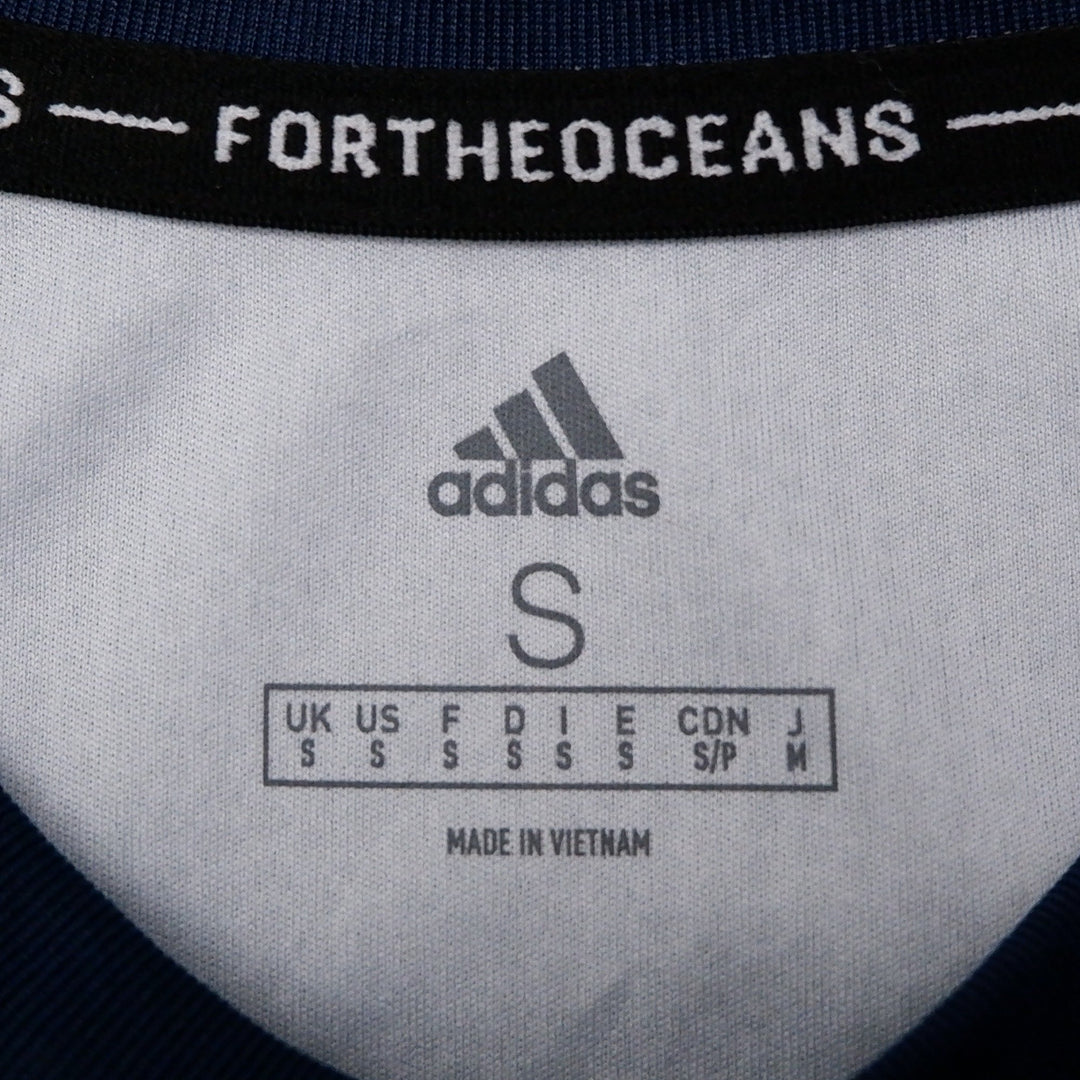 S — FORTHEOCEANS —
adidas
S
UK US F D I E CDN J
S S S S S S S/P M
MADE IN VIETNAM